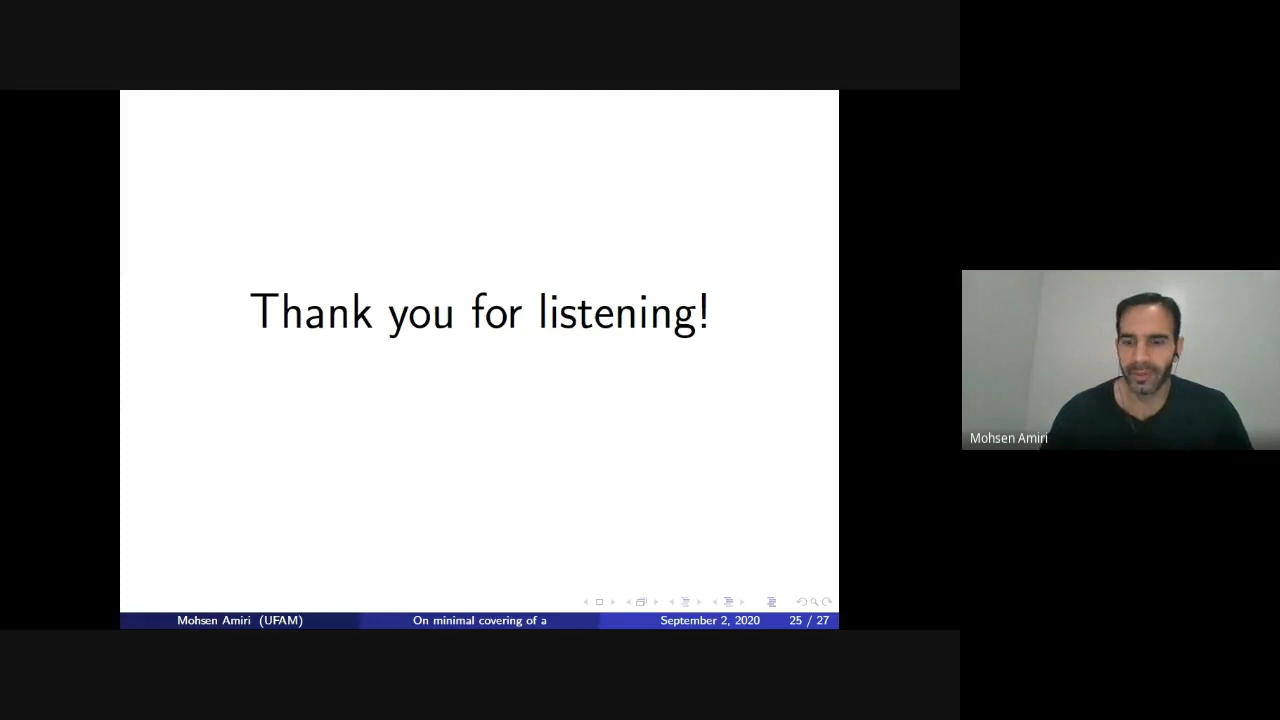 Thank you for listening!
Mohsen Amiri
Mohsen Amiri (UFAM) On minimal covering of a September 2, 2020 25 / 27